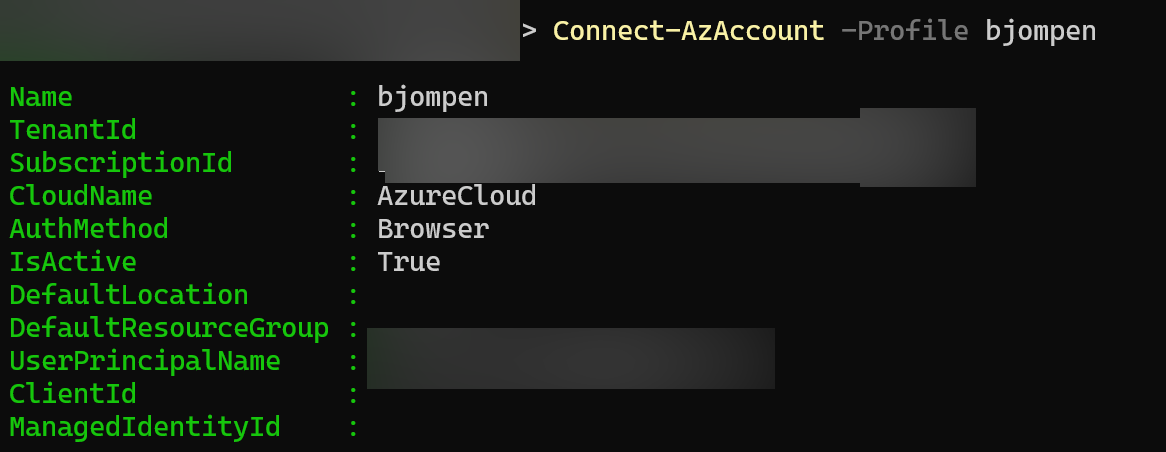 > Connect-AzAccount -Profile bjompen
Name : bjompen
TenantId :
SubscriptionId :
CloudName : AzureCloud
AuthMethod : Browser
IsActive : True
DefaultLocation :
DefaultResourceGroup :
UserPrincipalName :
ClientId :
ManagedIdentityId :